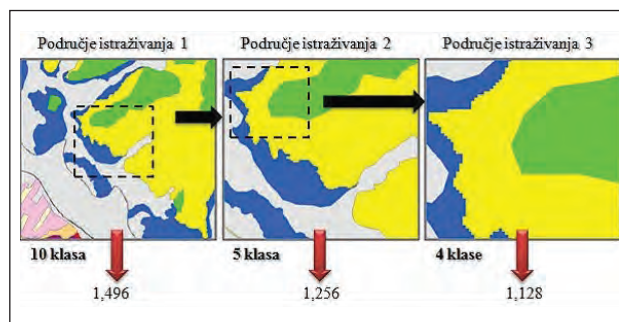 Područje istraživanja 1 Područje istraživanja 2 Područje istraživanja 3
10 klasa 5 klasa 4 klase
1,496 1,256 1,128